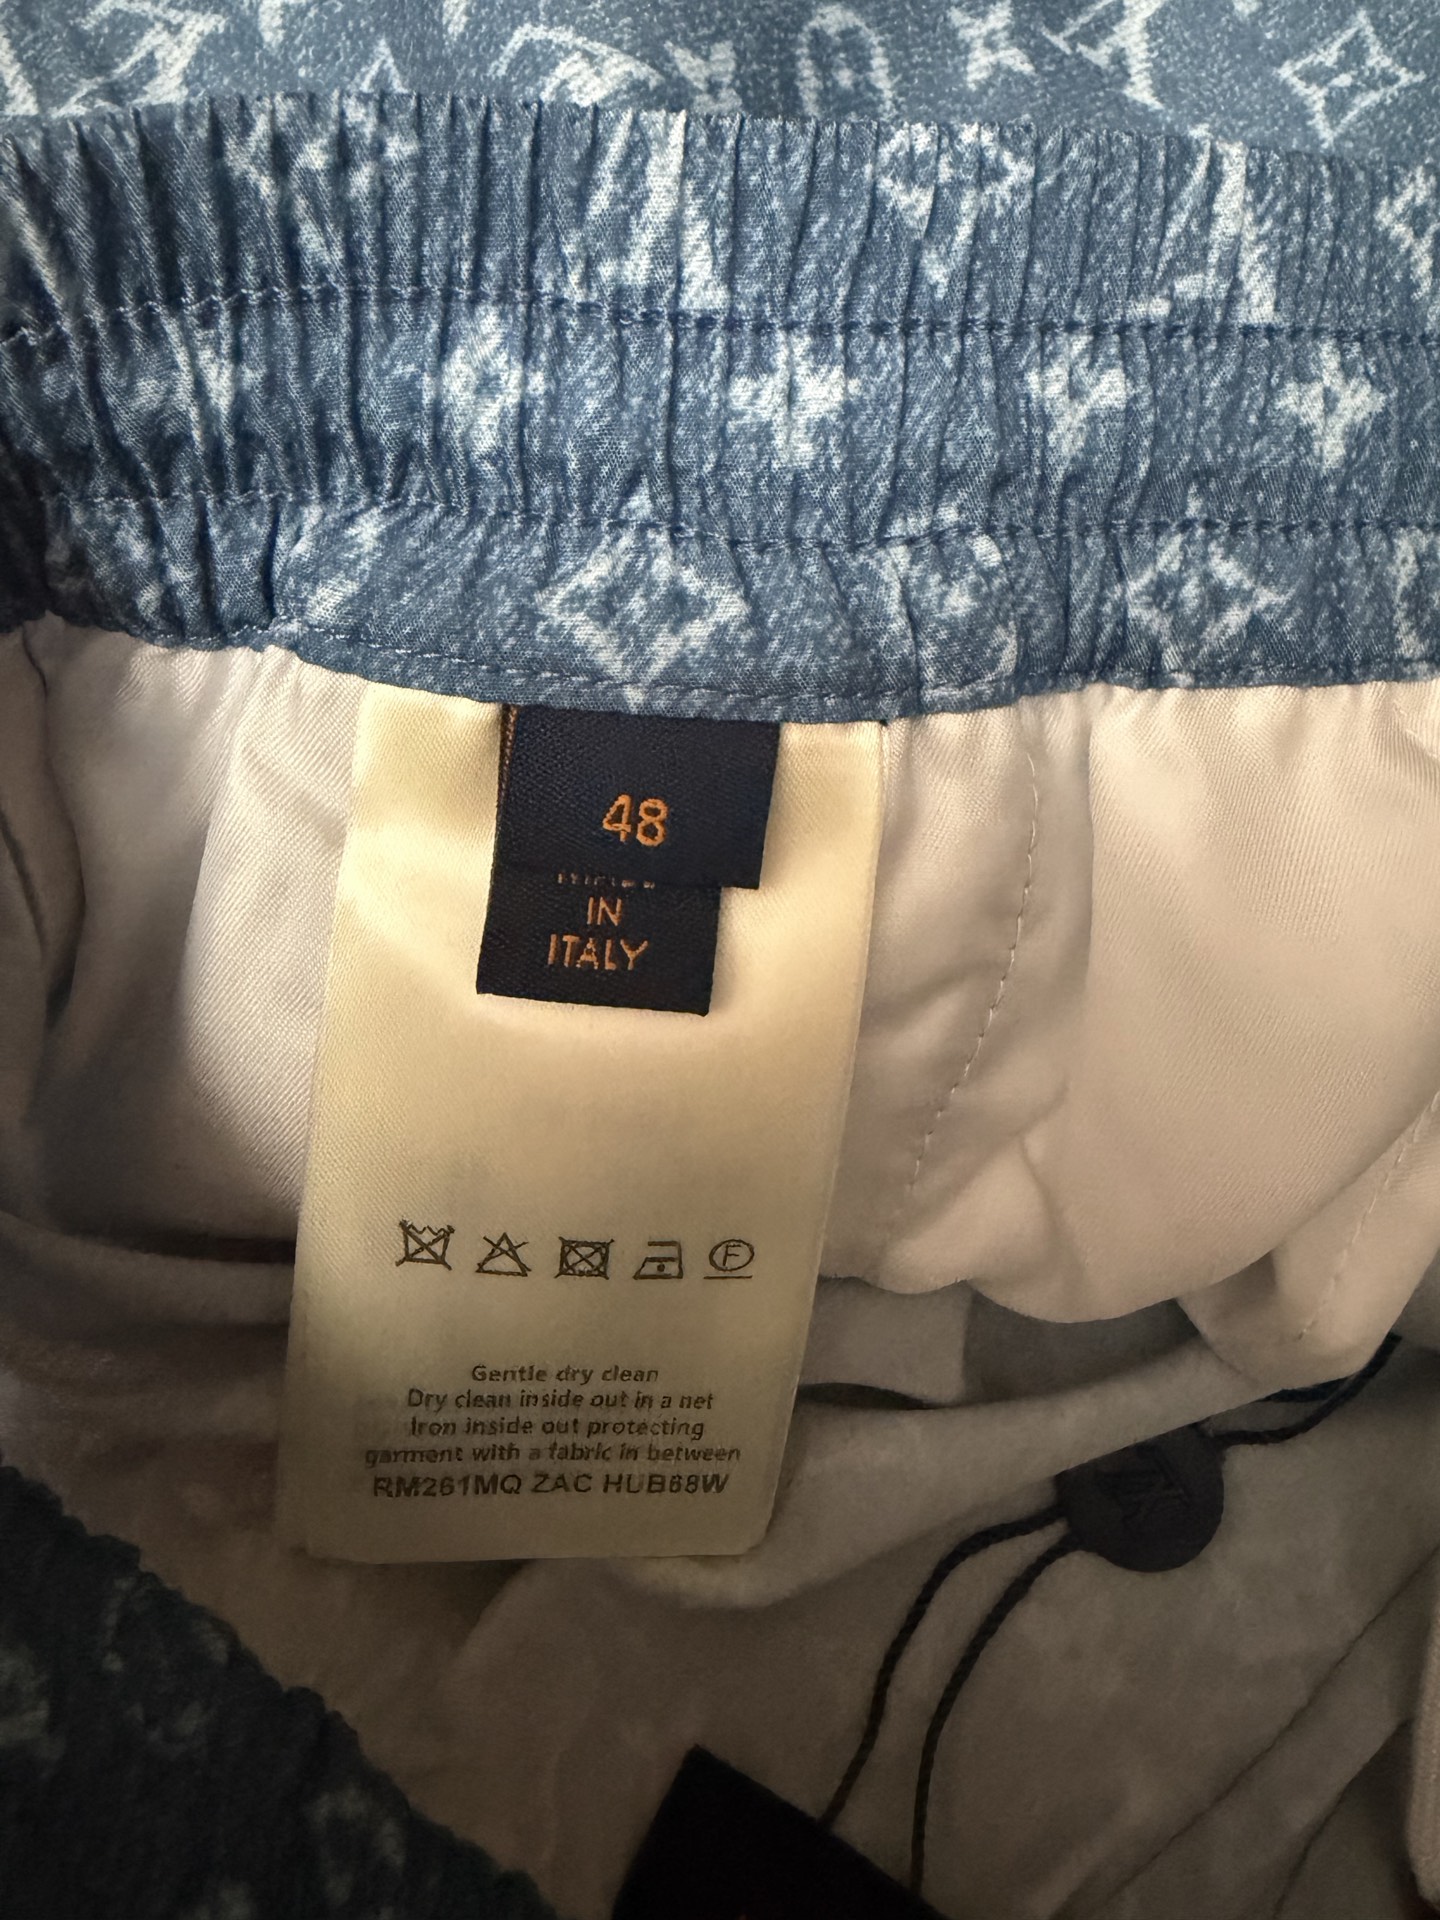 48
IN
ITALY
F
Gentle dry clean
Dry clean inside out in a net
Iron inside out protecting
garment with a fabric in between
RM261MQ ZAC HUB68W